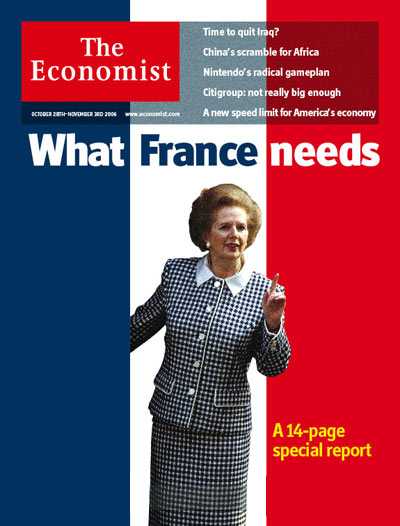 The
Economist
Time to quit Iraq?
China's scramble for Africa
Nintendo's radical gameplan
Citigroup: not really big enough
A new speed limit for America's economy
OCTOBER 28TH–NOVEMBER 3RD 2006 www.economist.com
What France needs
A 14-page
special report